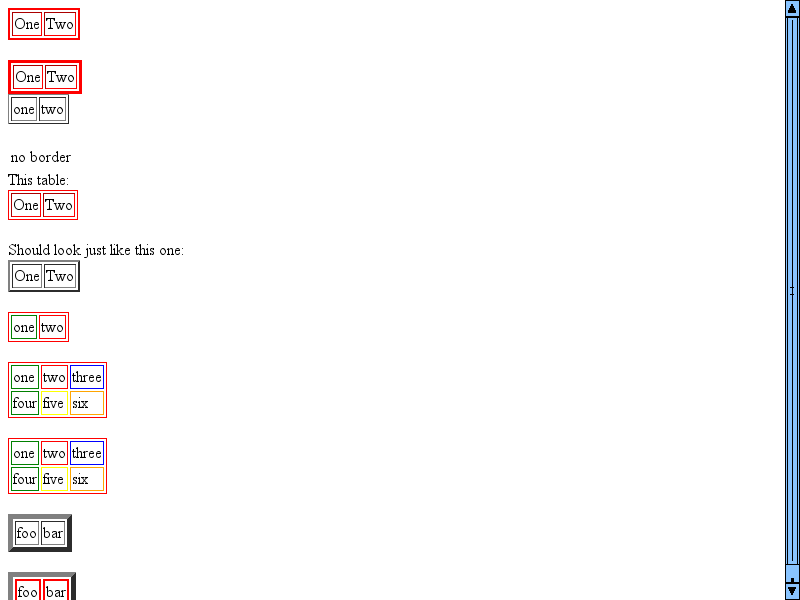 One Two
One Two
one two
no border
This table:
One Two
Should look just like this one:
One Two
one two
one two three
four five six
one two three
four five six
foo bar
foo bar